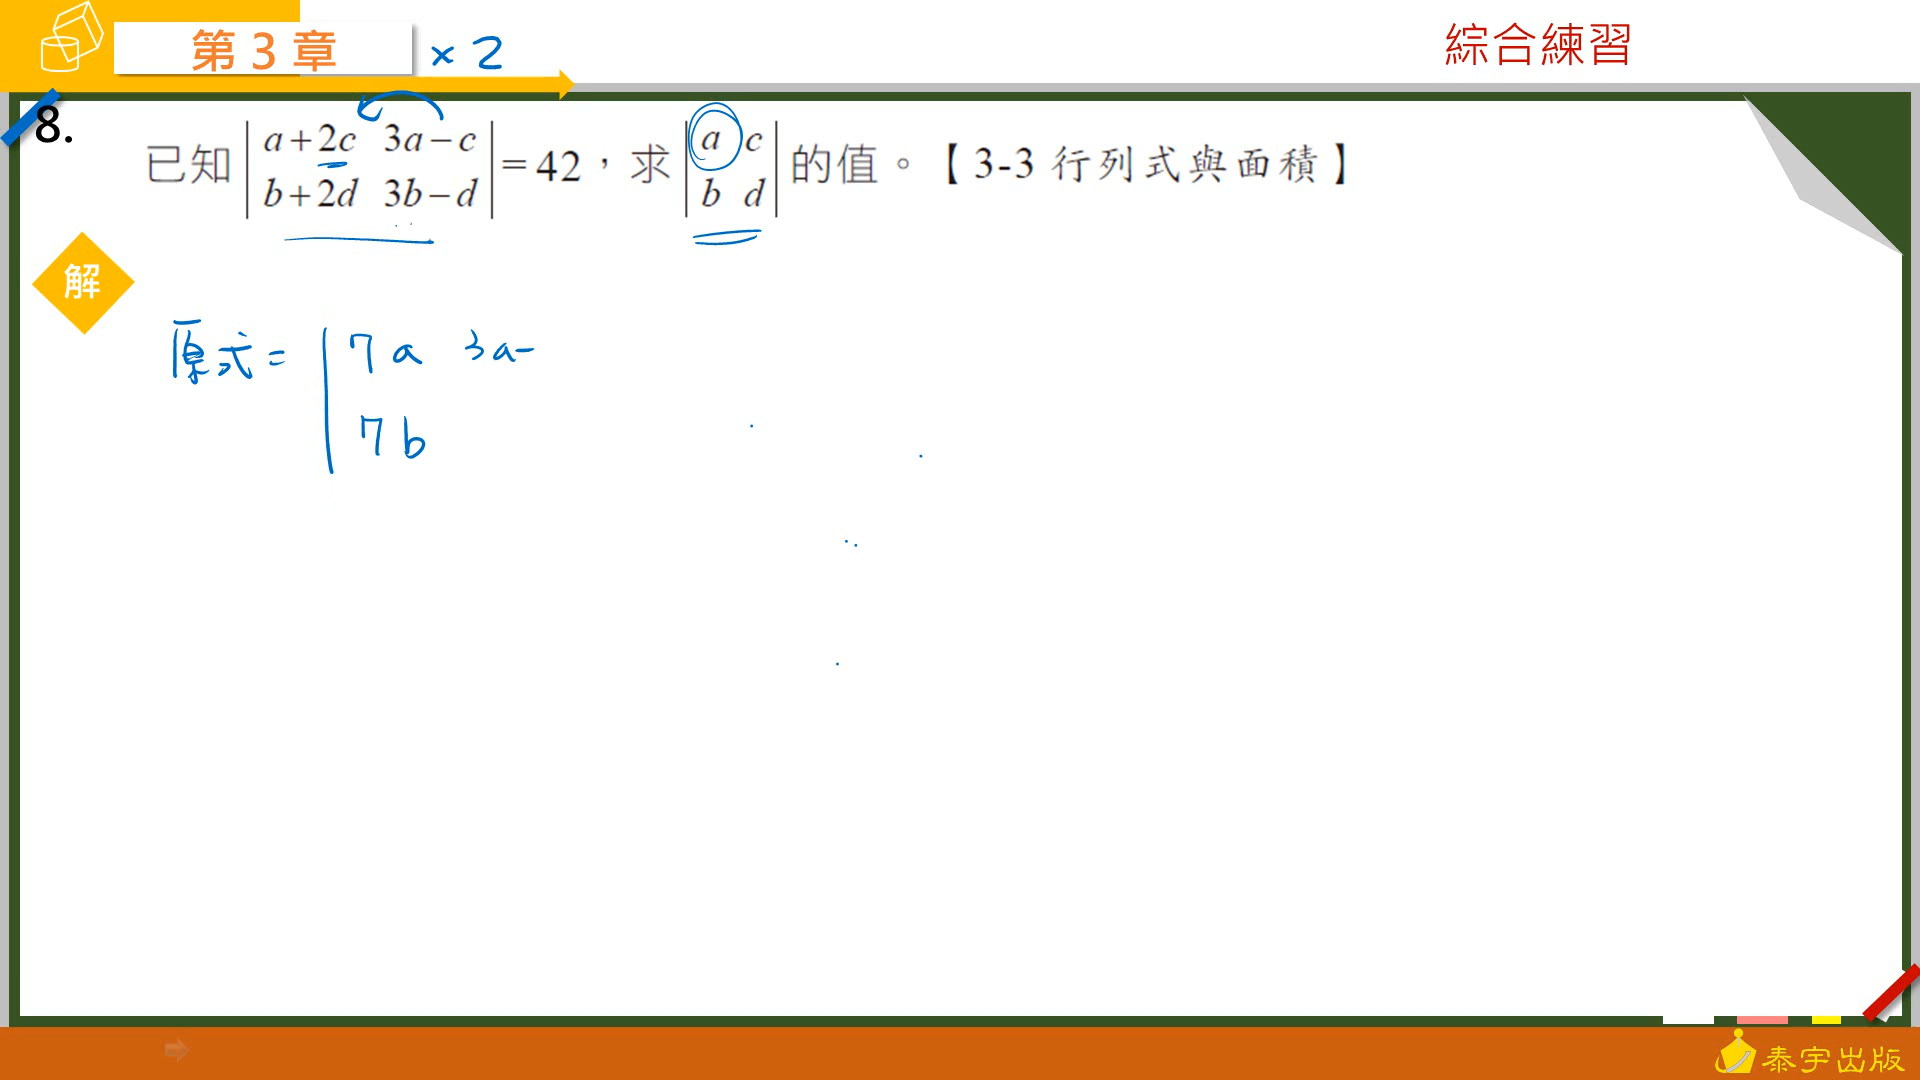 第 3 章 × 2
綜合練習
8.
已知 | a+2c 3a−c | = 42，求 | a c | 的值。【3-3 行列式與面積】
| b+2d 3b−d | | b d |
解
原式 = | 7a 3a−
| 7b
泰宇出版